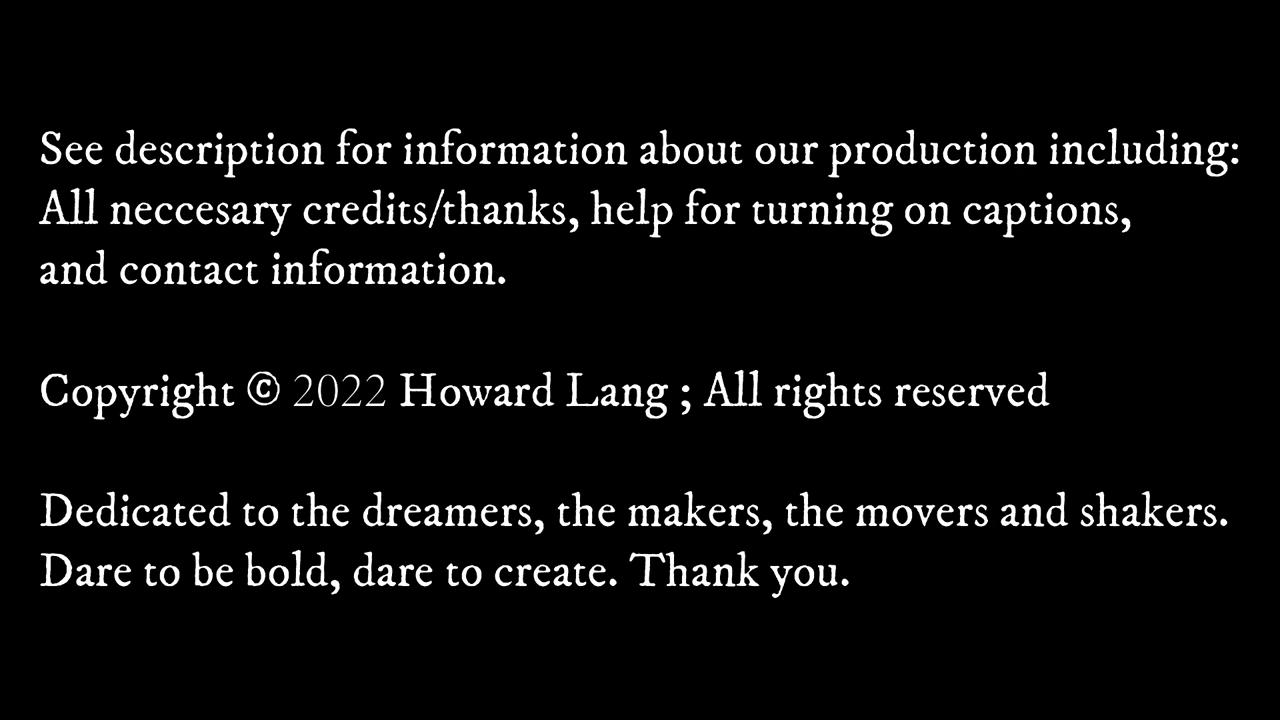 See description for information about our production including:
All neccesary credits/thanks, help for turning on captions,
and contact information.
Copyright © 2022 Howard Lang ; All rights reserved
Dedicated to the dreamers, the makers, the movers and shakers.
Dare to be bold, dare to create. Thank you.